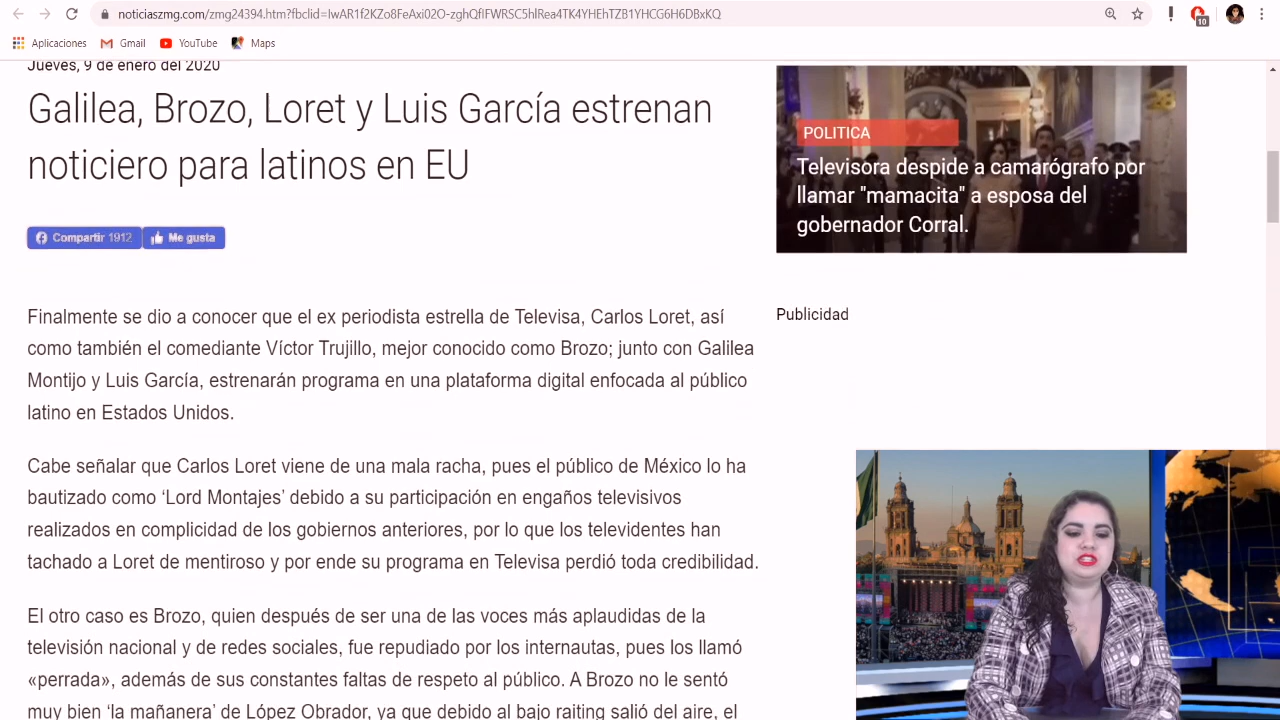 noticiaszmg.com/zmg24394.htm?fbclid=IwAR1f2KZo8FeAxi02O-zghQfIFWRSC5hlRea4TK4YHEhTZB1YHCG6H6DBxKQ
10
Aplicaciones
Gmail
YouTube
Maps
Jueves, 9 de enero del 2020
Galilea, Brozo, Loret y Luis García estrenan
noticiero para latinos en EU
Compartir 1912
Me gusta
Finalmente se dio a conocer que el ex periodista estrella de Televisa, Carlos Loret, así
como también el comediante Víctor Trujillo, mejor conocido como Brozo; junto con Galilea
Montijo y Luis García, estrenarán programa en una plataforma digital enfocada al público
latino en Estados Unidos.
Cabe señalar que Carlos Loret viene de una mala racha, pues el público de México lo ha
bautizado como ‘Lord Montajes’ debido a su participación en engaños televisivos
realizados en complicidad de los gobiernos anteriores, por lo que los televidentes han
tachado a Loret de mentiroso y por ende su programa en Televisa perdió toda credibilidad.
El otro caso es Brozo, quien después de ser una de las voces más aplaudidas de la
televisión nacional y de redes sociales, fue repudiado por los internautas, pues los llamó
«perrada», además de sus constantes faltas de respeto al público. A Brozo no le sentó
muy bien ‘la mañanera’ de López Obrador, ya que debido al bajo raiting salió del aire, el
POLITICA
Televisora despide a camarógrafo por
llamar "mamacita" a esposa del
gobernador Corral.
Publicidad